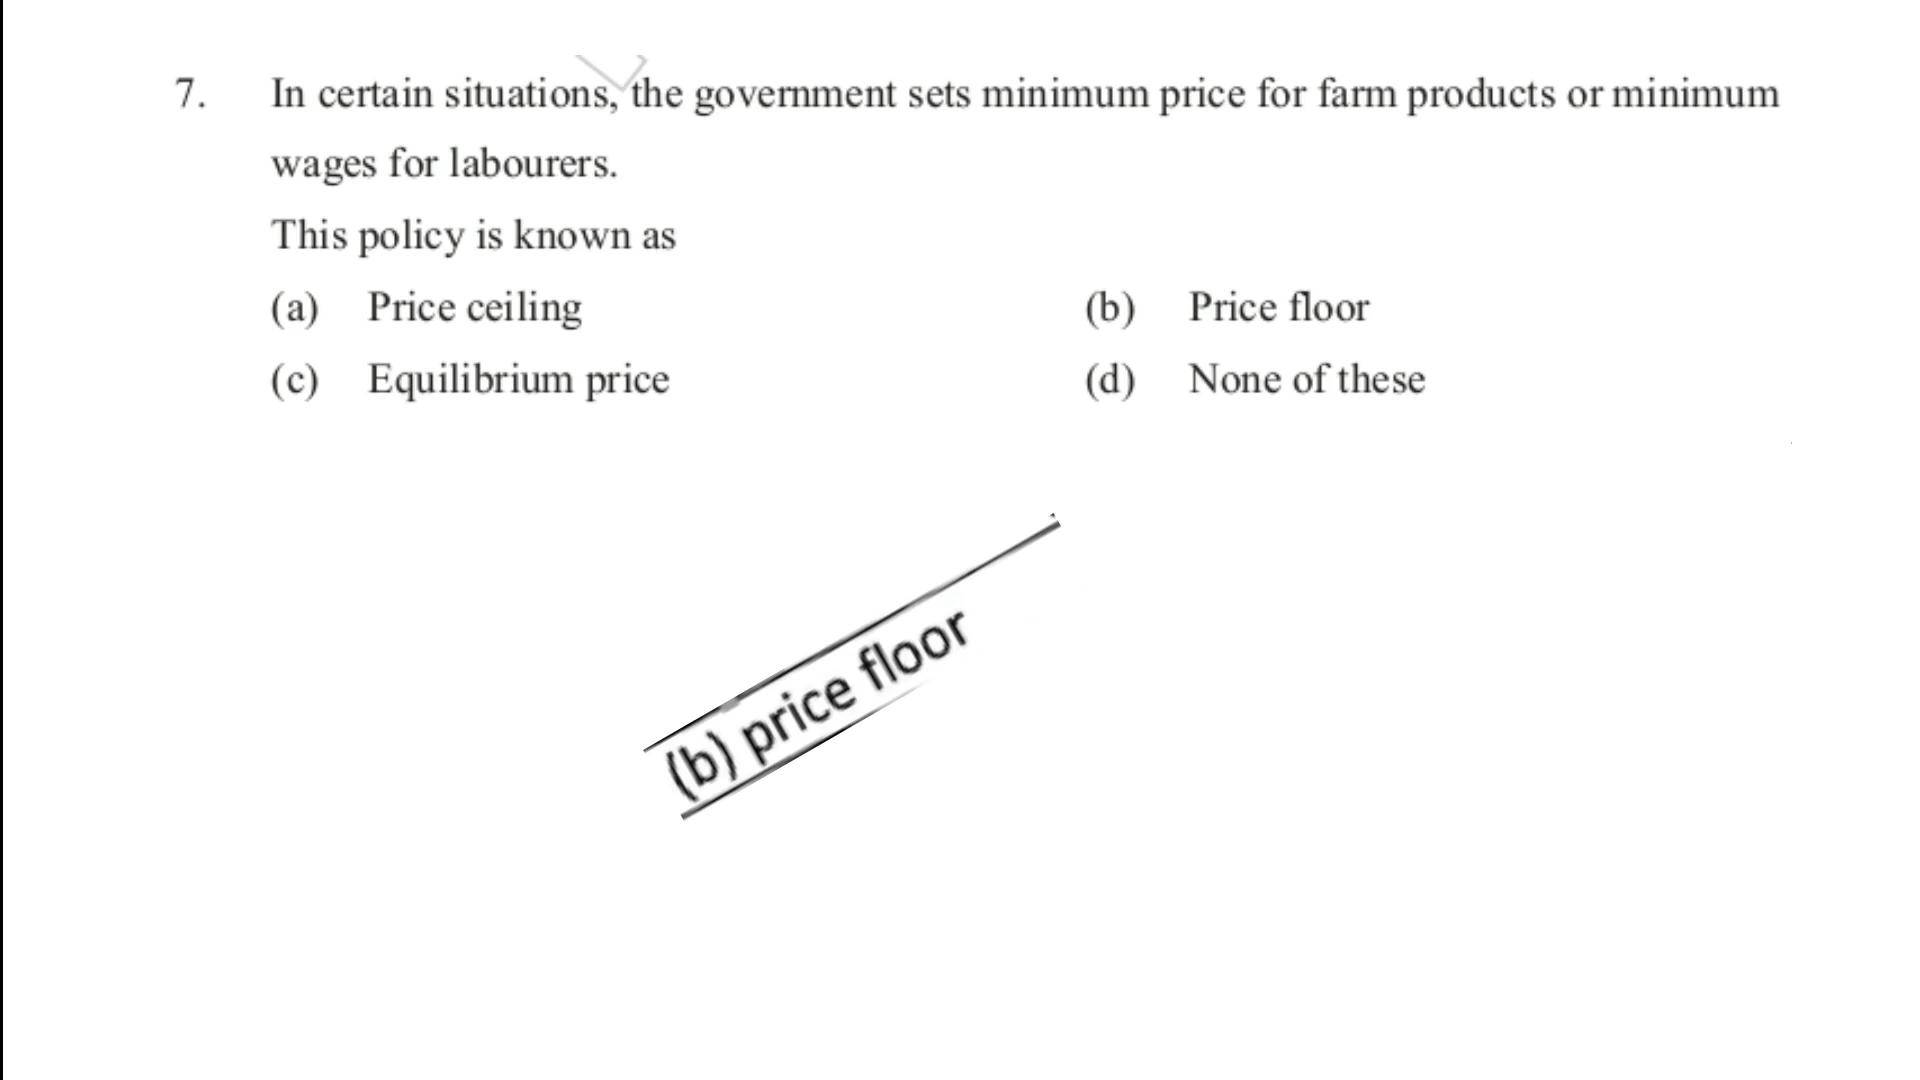 7. In certain situations, the government sets minimum price for farm products or minimum
wages for labourers.
This policy is known as
(a) Price ceiling (b) Price floor
(c) Equilibrium price (d) None of these
(b) price floor